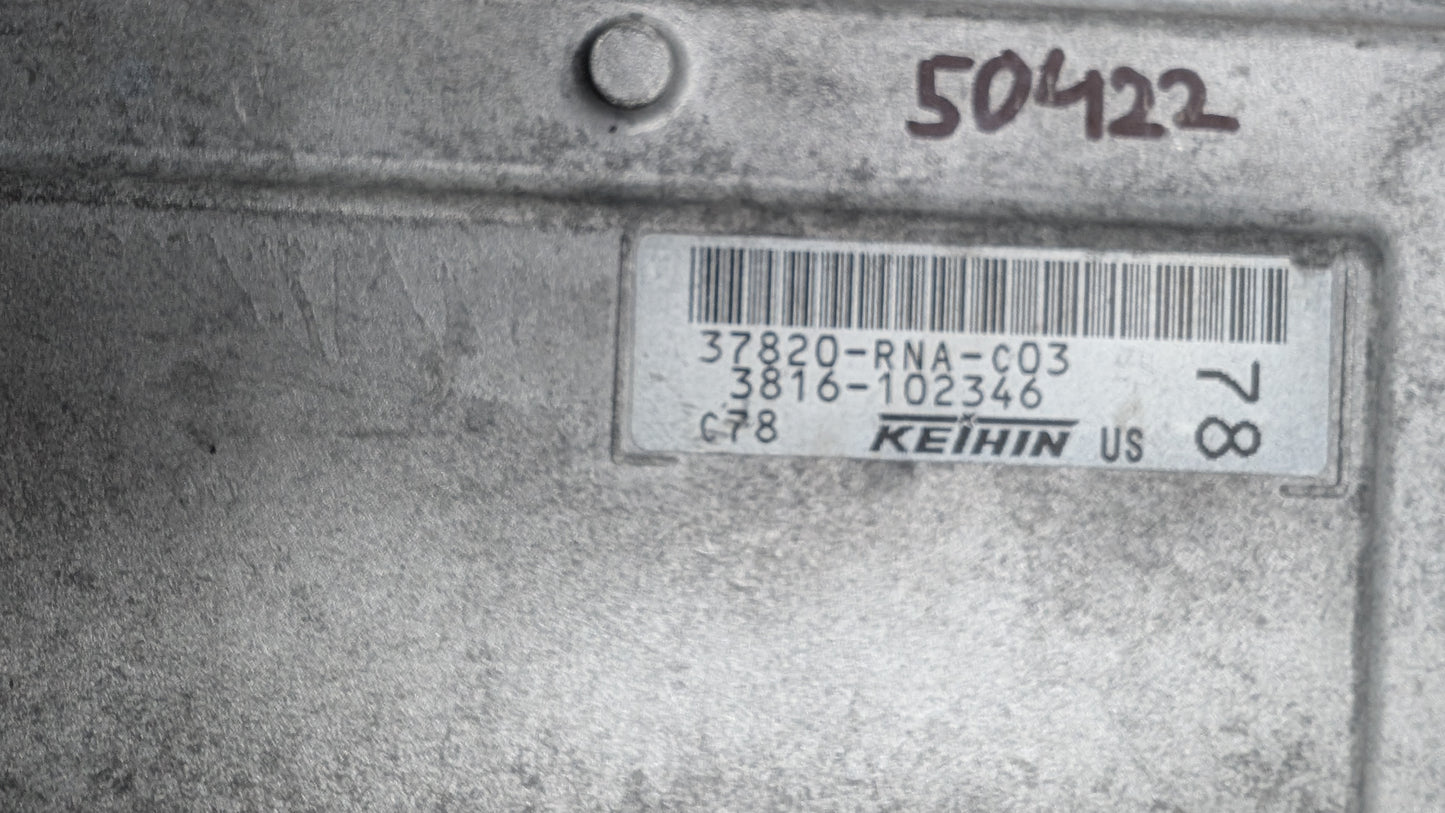 50422
37820-RNA-C03
3816-102346
C78 KEIHIN US
78